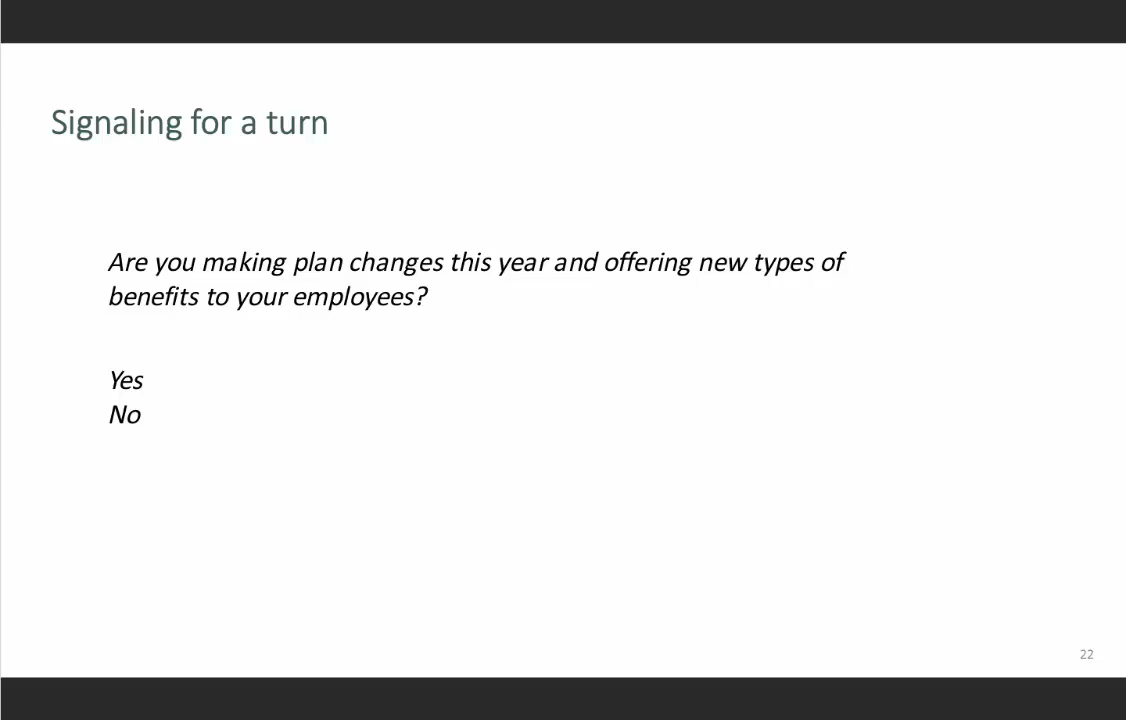 Signaling for a turn
Are you making plan changes this year and offering new types of
benefits to your employees?
Yes
No
22